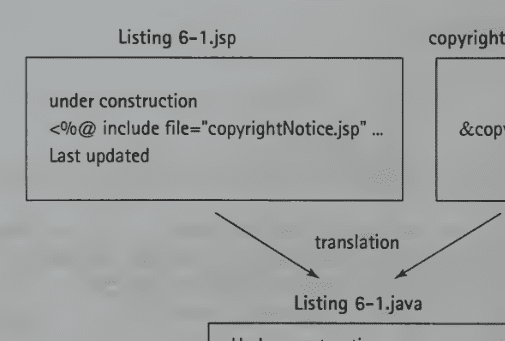 Listing 6-1.jsp
copyright
under construction
<%@ include file="copyrightNotice.jsp" ...
Last updated
&copy
translation
Listing 6-1.java